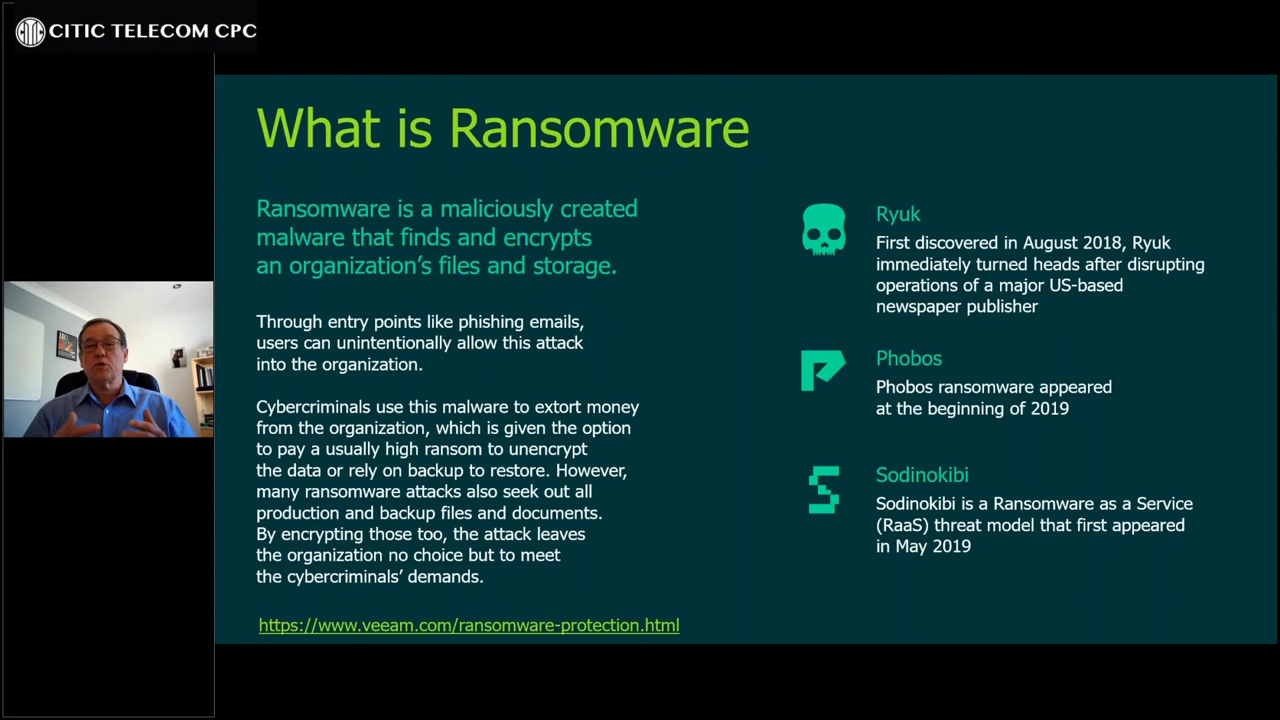 CITIC TELECOM CPC
What is Ransomware
Ransomware is a maliciously created
malware that finds and encrypts
an organization's files and storage.
Through entry points like phishing emails,
users can unintentionally allow this attack
into the organization.
Cybercriminals use this malware to extort money
from the organization, which is given the option
to pay a usually high ransom to unencrypt
the data or rely on backup to restore. However,
many ransomware attacks also seek out all
production and backup files and documents.
By encrypting those too, the attack leaves
the organization no choice but to meet
the cybercriminals' demands.
https://www.veeam.com/ransomware-protection.html
Ryuk
First discovered in August 2018, Ryuk
immediately turned heads after disrupting
operations of a major US-based
newspaper publisher
Phobos
Phobos ransomware appeared
at the beginning of 2019
Sodinokibi
Sodinokibi is a Ransomware as a Service
(RaaS) threat model that first appeared
in May 2019